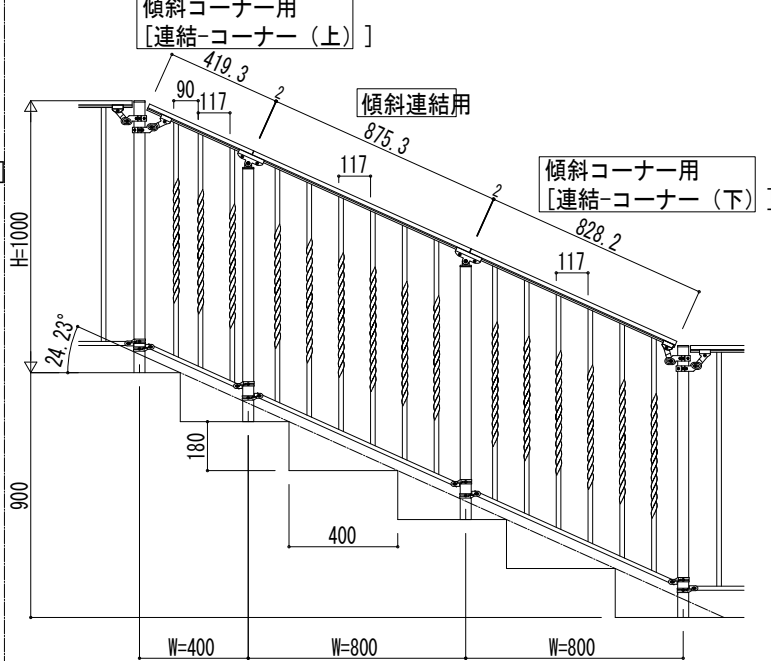 傾斜コーナー用
[連結-コーナー（上）]
419.3
2
90
117
傾斜連結用
875.3
117
2
傾斜コーナー用
[連結-コーナー（下）]
828.2
117
H=1000
24.23°
180
900
400
W=400
W=800
W=800